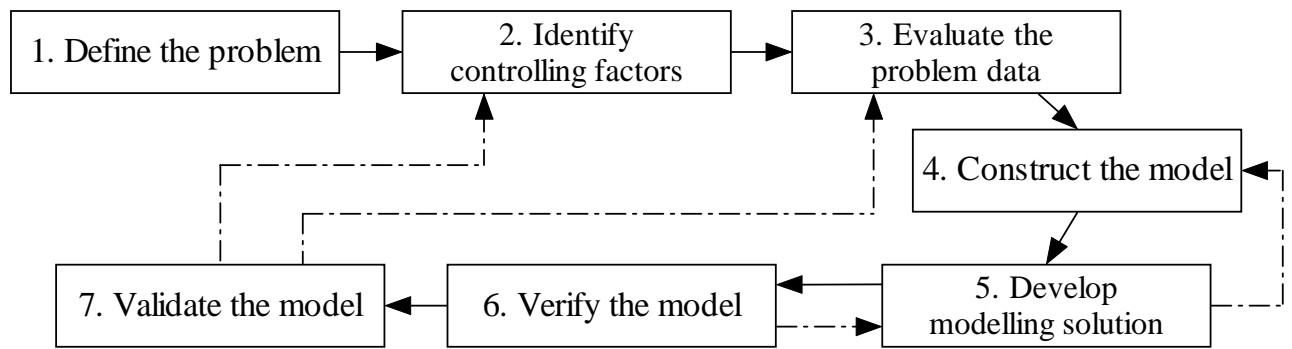 1. Define the problem
2. Identify
controlling factors
3. Evaluate the
problem data
4. Construct the model
5. Develop
modelling solution
6. Verify the model
7. Validate the model